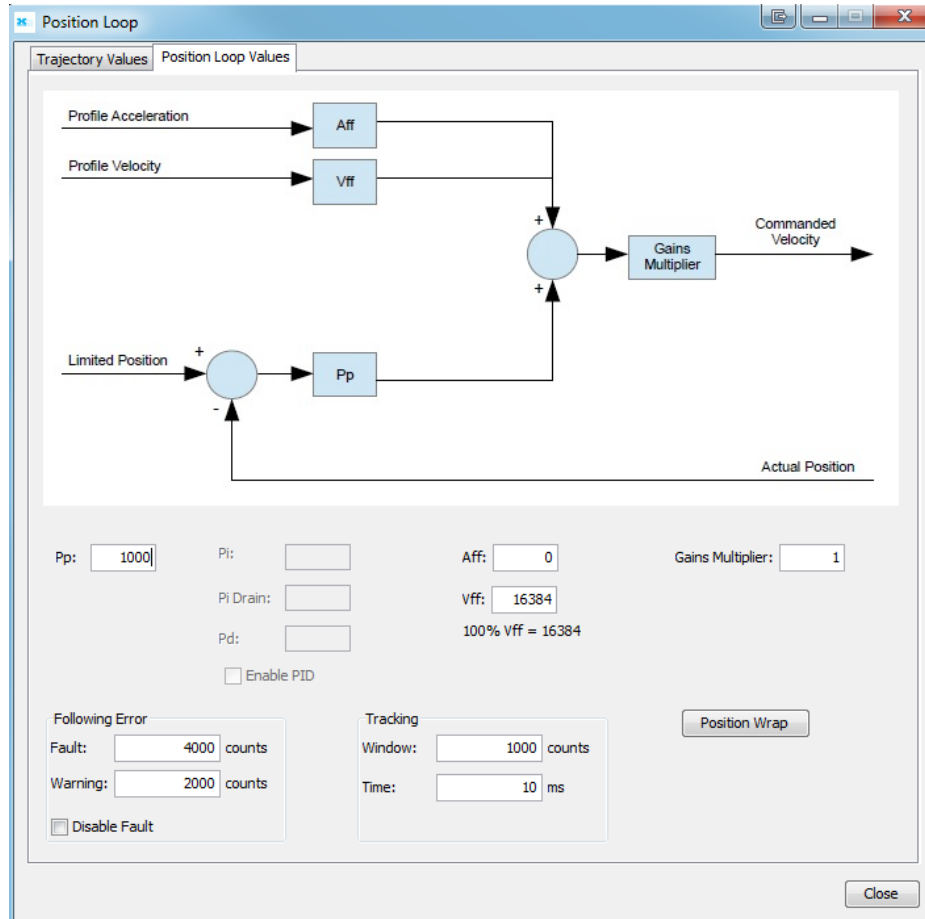 Position Loop
Trajectory Values
Position Loop Values
Profile Acceleration
Aff
Profile Velocity
Vff
+
Commanded
Velocity
Gains
Multiplier
+
Limited Position
+
Pp
-
Actual Position
Pp: 1000
Pi:
Aff: 0
Gains Multiplier: 1
Pi Drain:
Vff: 16384
Pd:
100% Vff = 16384
Enable PID
Following Error
Fault: 4000 counts
Warning: 2000 counts
Disable Fault
Tracking
Window: 1000 counts
Time: 10 ms
Position Wrap
Close